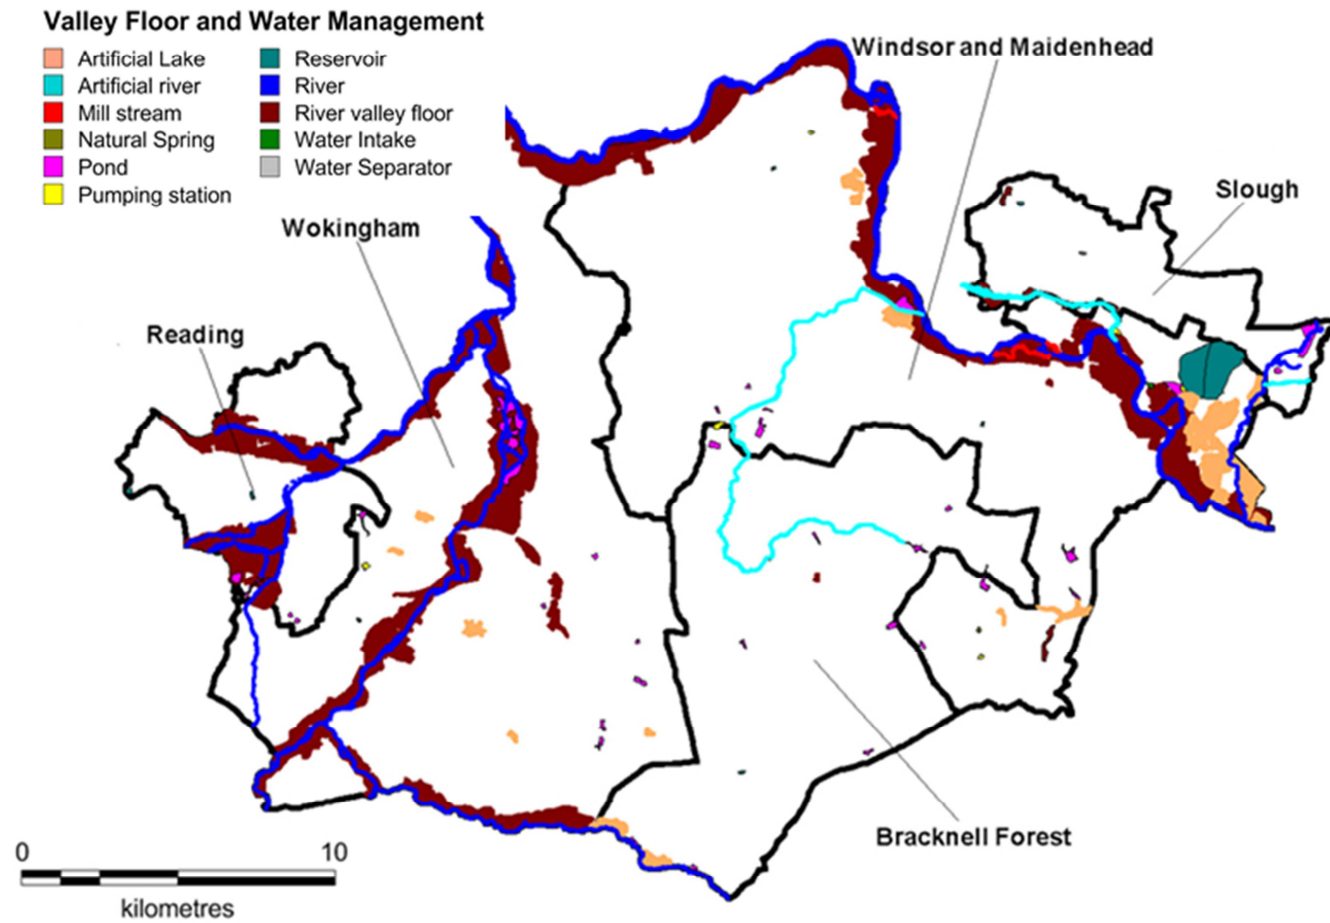 Valley Floor and Water Management
Artificial Lake
Artificial river
Mill stream
Natural Spring
Pond
Pumping station
Reservoir
River
River valley floor
Water Intake
Water Separator
Windsor and Maidenhead
Slough
Wokingham
Reading
Bracknell Forest
0 10
kilometres